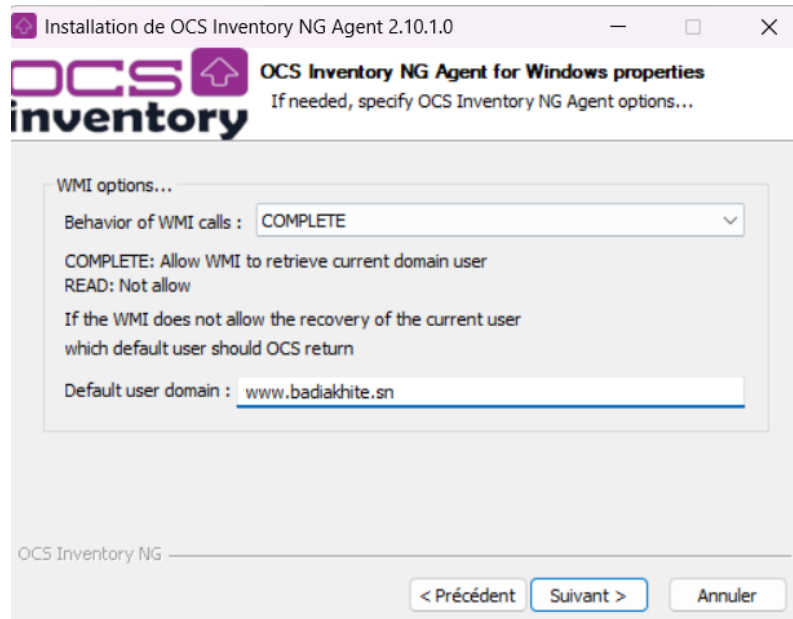 Installation de OCS Inventory NG Agent 2.10.1.0
OCS
inventory
OCS Inventory NG Agent for Windows properties
If needed, specify OCS Inventory NG Agent options...
WMI options...
Behavior of WMI calls : COMPLETE
COMPLETE: Allow WMI to retrieve current domain user
READ: Not allow
If the WMI does not allow the recovery of the current user
which default user should OCS return
Default user domain : www.badiakhite.sn
OCS Inventory NG
< Précédent Suivant > Annuler